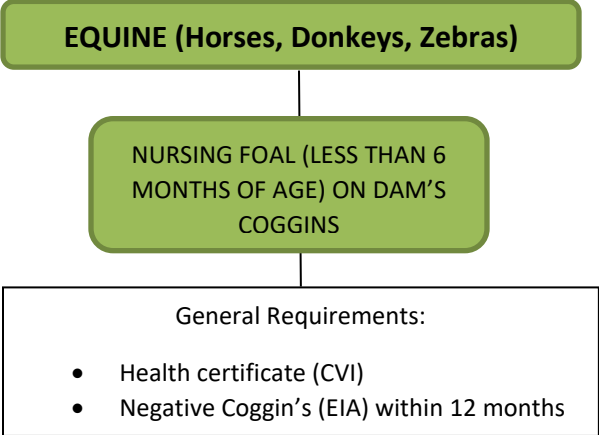 EQUINE (Horses, Donkeys, Zebras)
NURSING FOAL (LESS THAN 6
MONTHS OF AGE) ON DAM’S
COGGINS
General Requirements:
• Health certificate (CVI)
• Negative Coggin’s (EIA) within 12 months